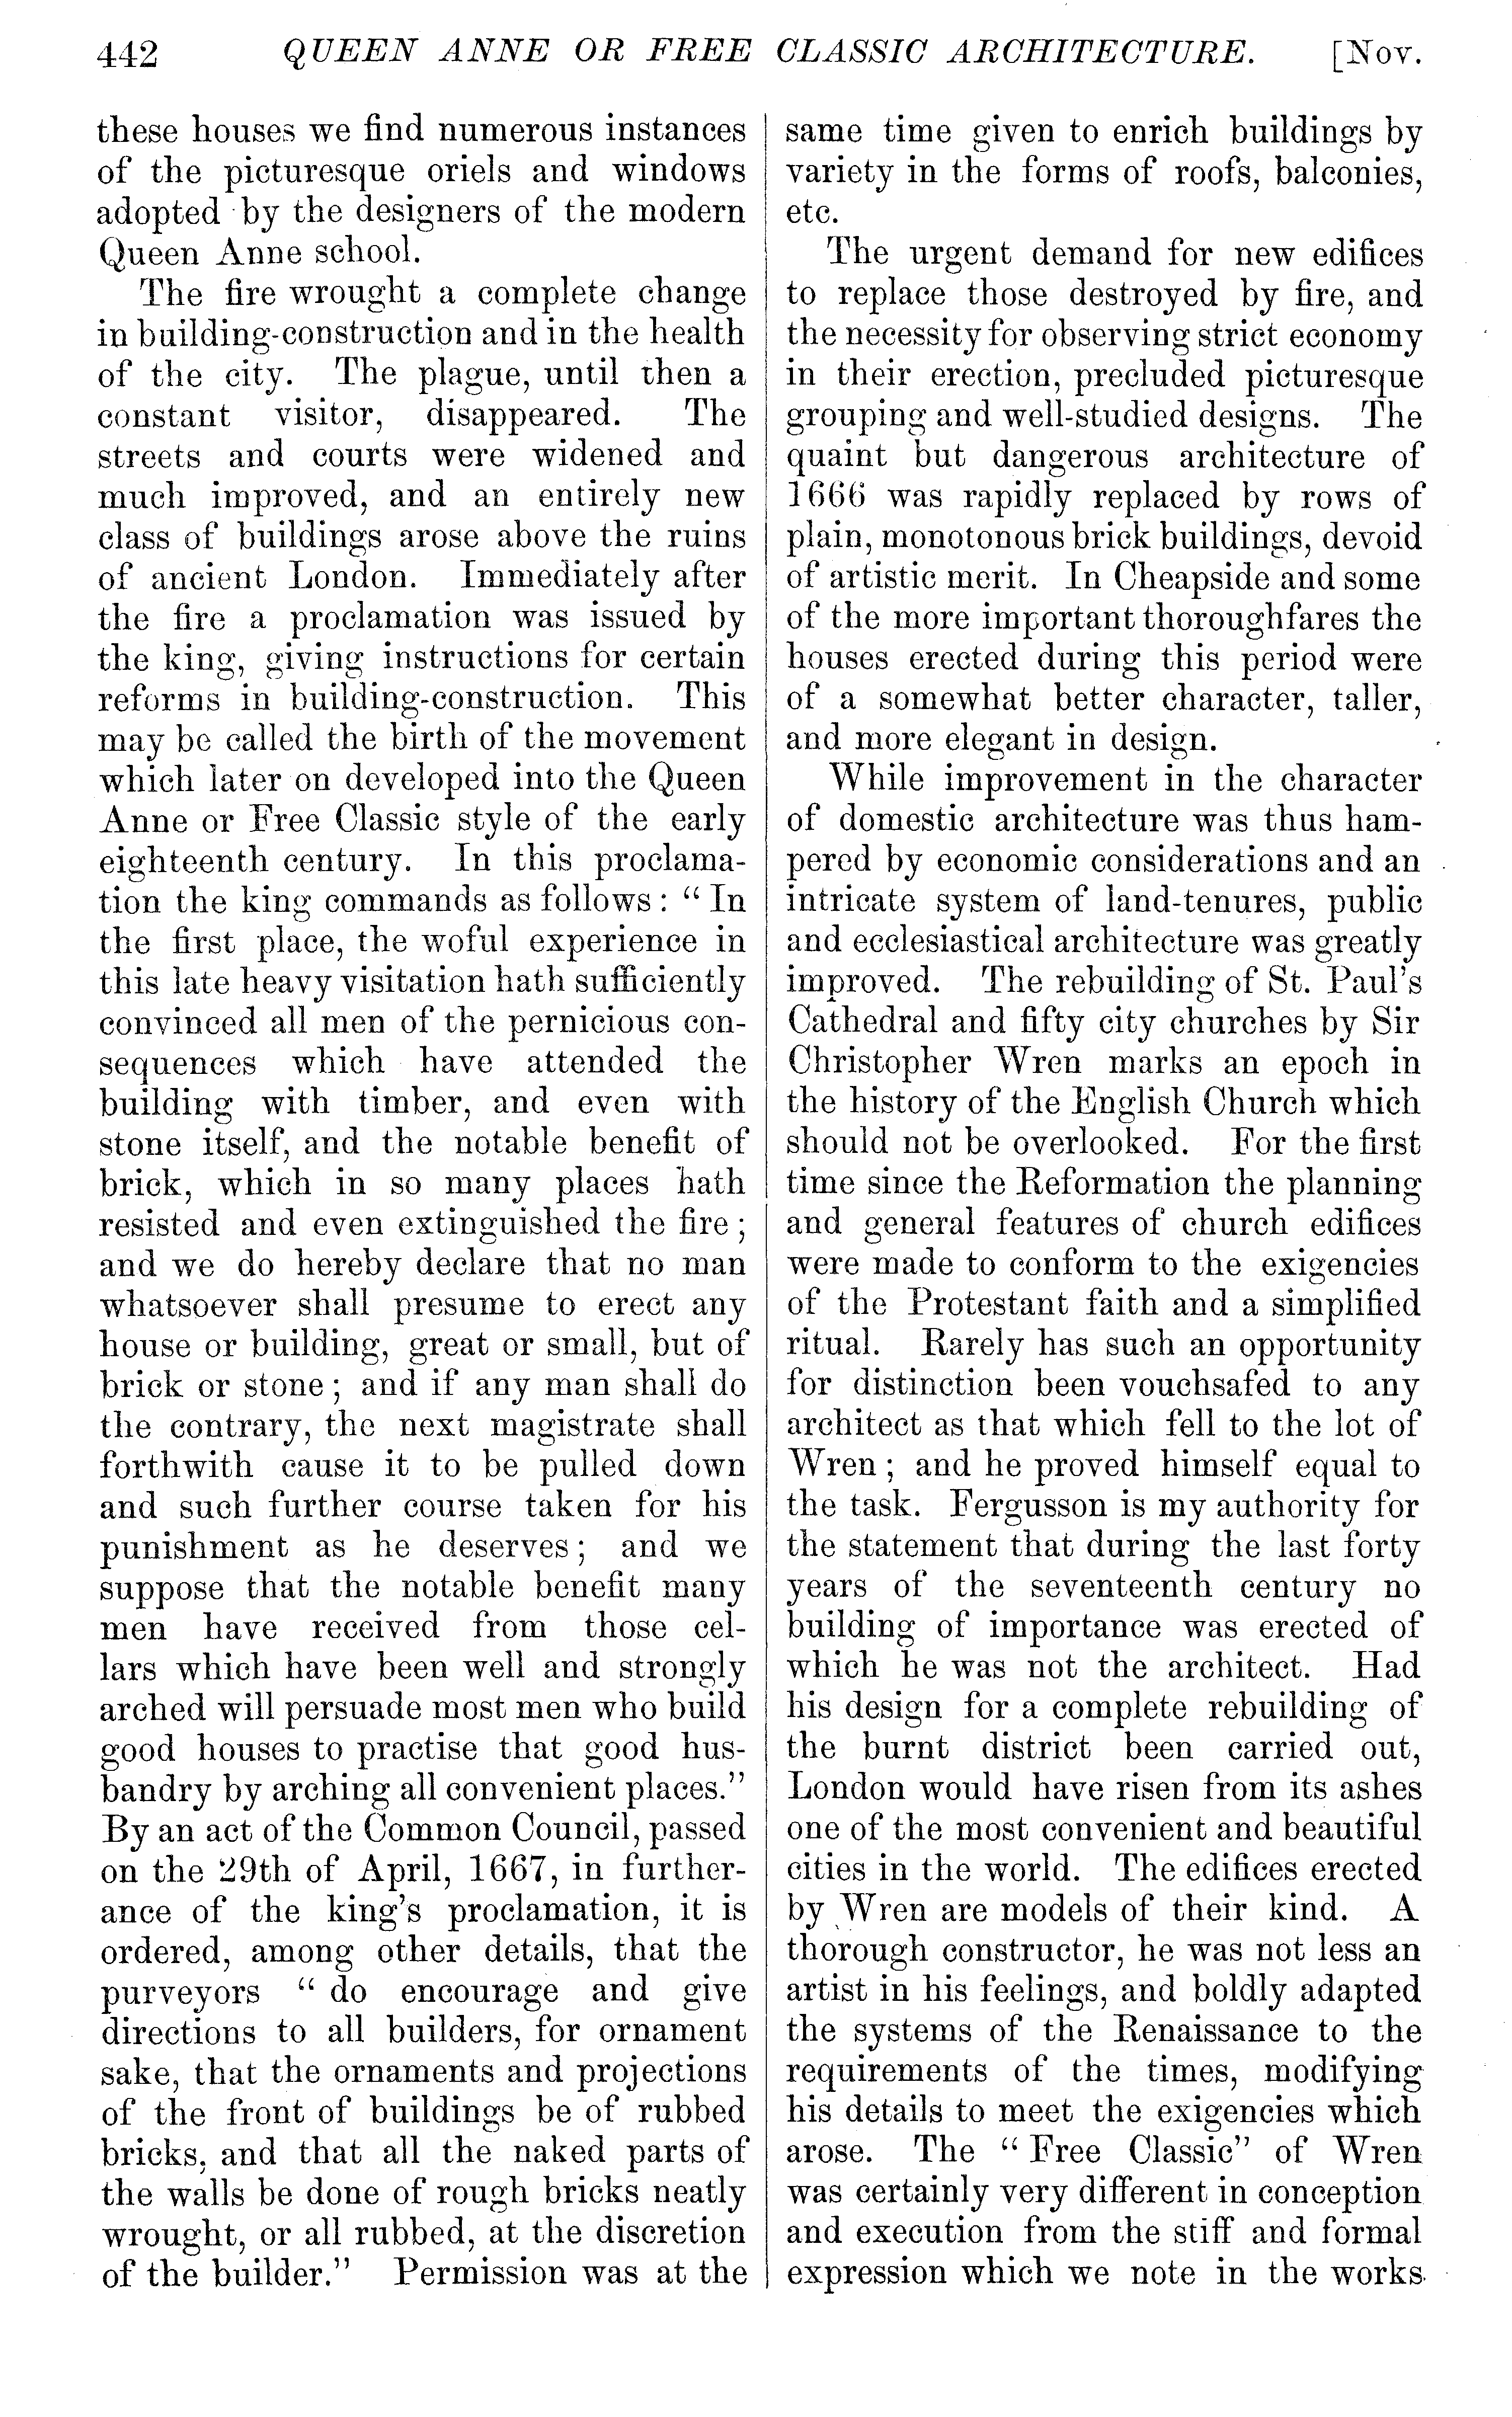 442 QUEEN ANNE OR FREE CLASSIC ARCHITECTURE. [Nov.
these houses we find numerous instances
of the picturesque oriels and windows
adopted by the designers of the modern
Queen Anne school.
The fire wrought a complete change
in building-construction and in the health
of the city. The plague, until then a
constant visitor, disappeared. The
streets and courts were widened and
much improved, and an entirely new
class of buildings arose above the ruins
of ancient London. Immediately after
the fire a proclamation was issued by
the king, giving instructions for certain
reforms in building-construction. This
may be called the birth of the movement
which later on developed into the Queen
Anne or Free Classic style of the early
eighteenth century. In this proclama-
tion the king commands as follows: "In
the first place, the woful experience in
this late heavy visitation hath sufficiently
convinced all men of the pernicious con-
sequences which have attended the
building with timber, and even with
stone itself, and the notable benefit of
brick, which in so many places hath
resisted and even extinguished the fire;
and we do hereby declare that no man
whatsoever shall presume to erect any
house or building, great or small, but of
brick or stone; and if any man shall do
the contrary, the next magistrate shall
forthwith cause it to be pulled down
and such further course taken for his
punishment as he deserves; and we
suppose that the notable benefit many
men have received from those cel-
lars which have been well and strongly
arched will persuade most men who build
good houses to practise that good hus-
bandry by arching all convenient places."
By an act of the Common Council, passed
on the 29th of April, 1667, in further-
ance of the king's proclamation, it is
ordered, among other details, that the
purveyors "do encourage and give
directions to all builders, for ornament
sake, that the ornaments and projections
of the front of buildings be of rubbed
bricks, and that all the naked parts of
the walls be done of rough bricks neatly
wrought, or all rubbed, at the discretion
of the builder." Permission was at the
same time given to enrich buildings by
variety in the forms of roofs, balconies,
etc.
The urgent demand for new edifices
to replace those destroyed by fire, and
the necessity for observing strict economy
in their erection, precluded picturesque
grouping and well-studied designs. The
quaint but dangerous architecture of
1666 was rapidly replaced by rows of
plain, monotonous brick buildings, devoid
of artistic merit. In Cheapside and some
of the more important thoroughfares the
houses erected during this period were
of a somewhat better character, taller,
and more elegant in design.
While improvement in the character
of domestic architecture was thus ham-
pered by economic considerations and an
intricate system of land-tenures, public
and ecclesiastical architecture was greatly
improved. The rebuilding of St. Paul's
Cathedral and fifty city churches by Sir
Christopher Wren marks an epoch in
the history of the English Church which
should not be overlooked. For the first
time since the Reformation the planning
and general features of church edifices
were made to conform to the exigencies
of the Protestant faith and a simplified
ritual. Rarely has such an opportunity
for distinction been vouchsafed to any
architect as that which fell to the lot of
Wren; and he proved himself equal to
the task. Fergusson is my authority for
the statement that during the last forty
years of the seventeenth century no
building of importance was erected of
which he was not the architect. Had
his design for a complete rebuilding of
the burnt district been carried out,
London would have risen from its ashes
one of the most convenient and beautiful
cities in the world. The edifices erected
by Wren are models of their kind. A
thorough constructor, he was not less an
artist in his feelings, and boldly adapted
the systems of the Renaissance to the
requirements of the times, modifying
his details to meet the exigencies which
arose. The "Free Classic" of Wren
was certainly very different in conception
and execution from the stiff and formal
expression which we note in the works